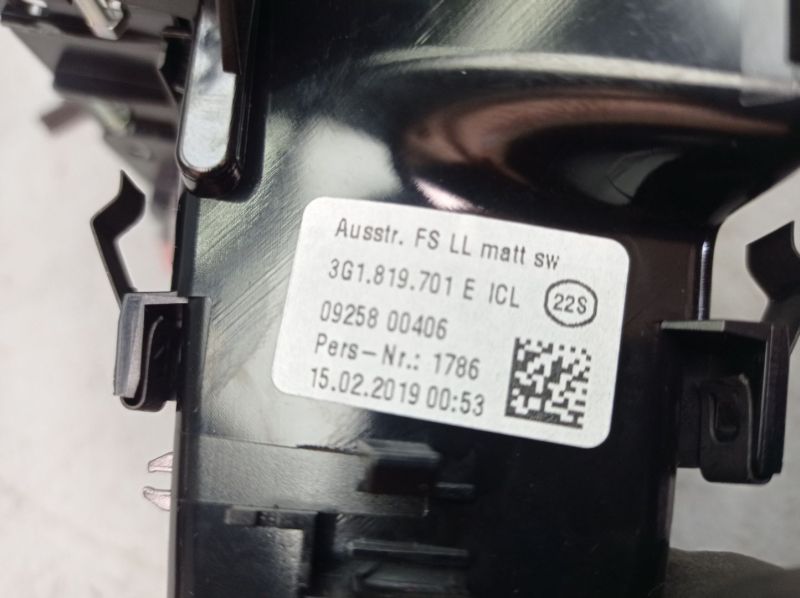 Ausstr. FS LL matt sw
3G1.819.701 E ICL 22S
09258 00406
Pers-Nr.: 1786
15.02.2019 00:53